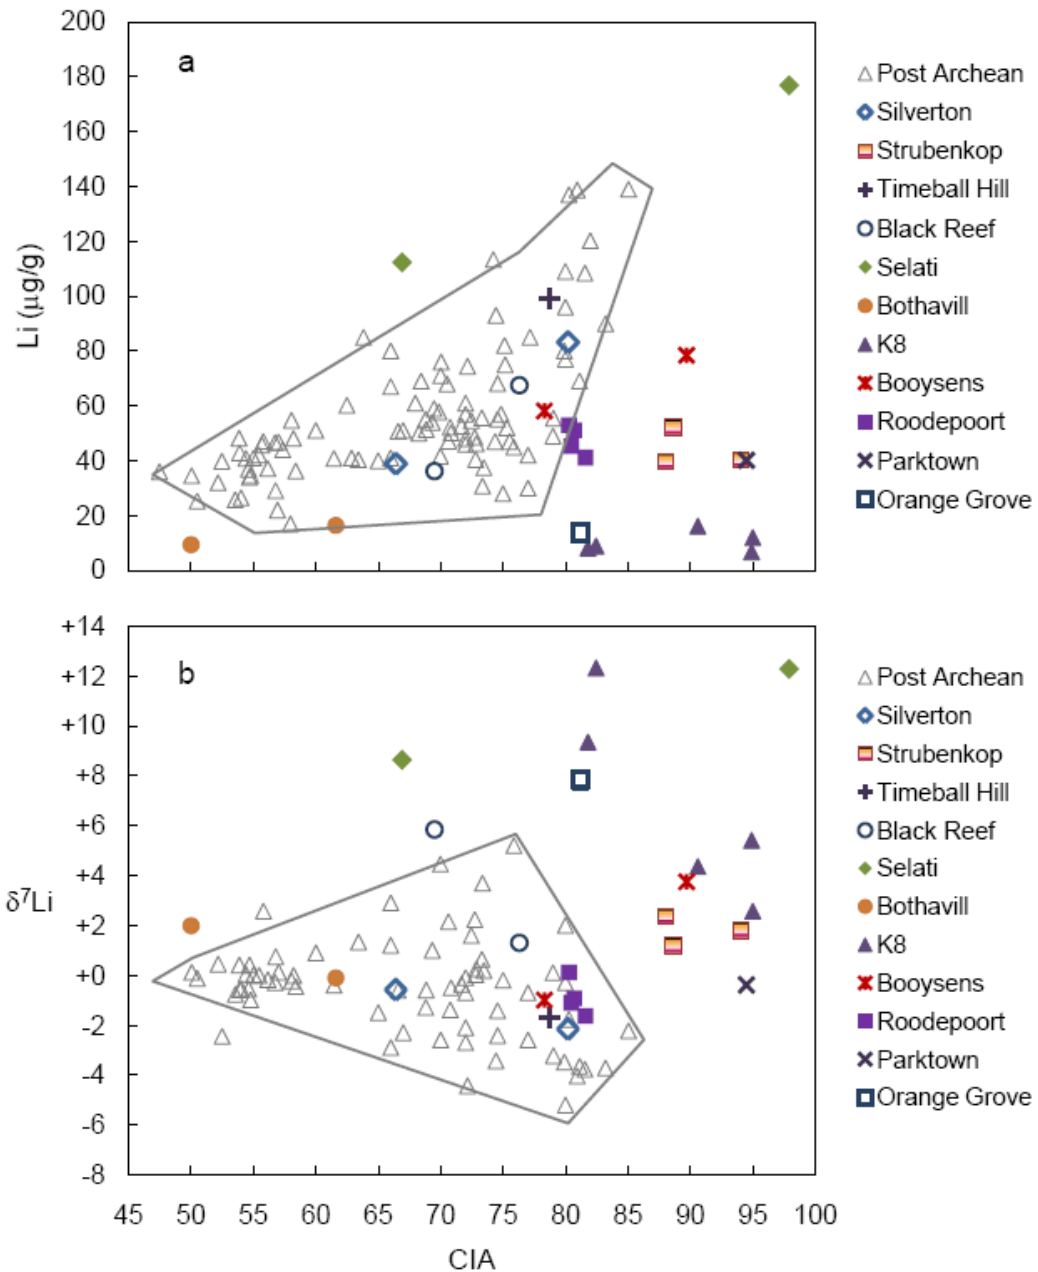 200
180
160
140
120
100
80
60
40
20
0
Li (µg/g)
a
Post Archean
Silverton
Strubenkop
Timeball Hill
Black Reef
Selati
Bothavill
K8
Booysens
Roodepoort
Parktown
Orange Grove
+14
+12
+10
+8
+6
+4
+2
+0
-2
-4
-6
-8
δ⁷Li
b
Post Archean
Silverton
Strubenkop
Timeball Hill
Black Reef
Selati
Bothavill
K8
Booysens
Roodepoort
Parktown
Orange Grove
45 50 55 60 65 70 75 80 85 90 95 100
CIA